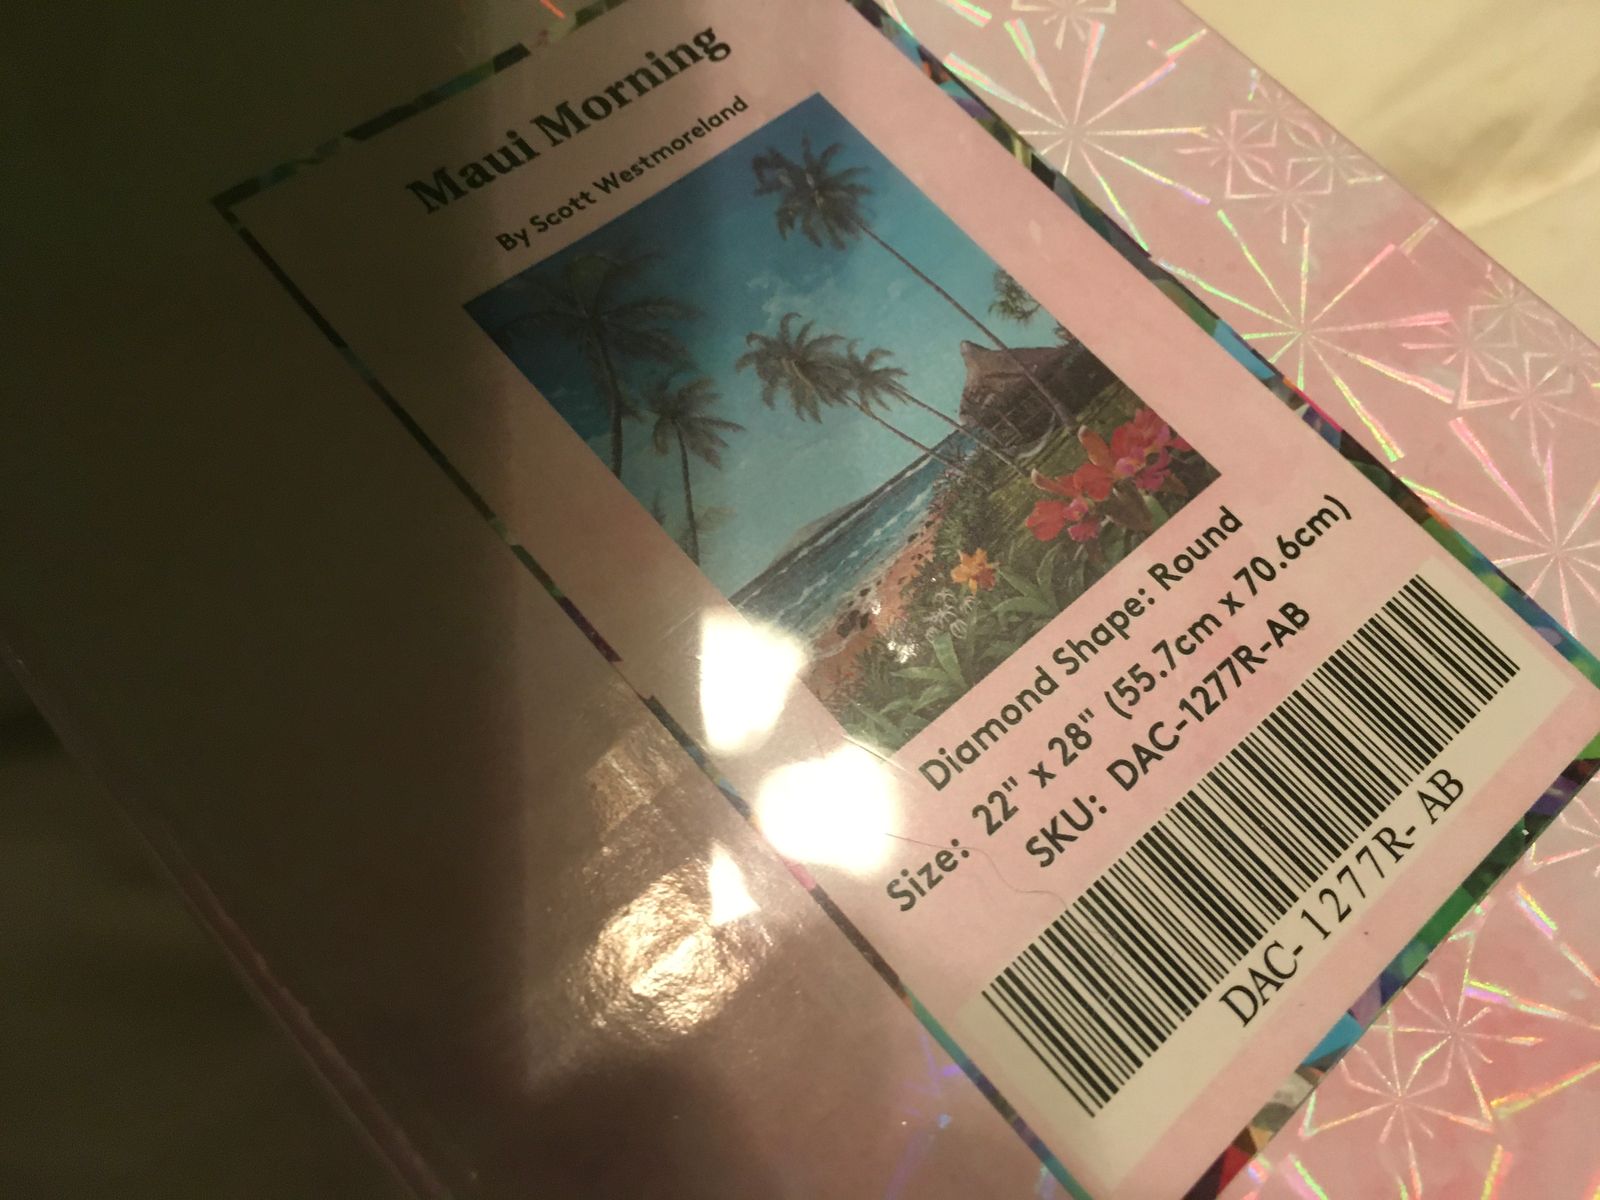 Maui Morning
By Scott Westmoreland
Diamond Shape: Round
Size: 22" x 28" (55.7cm x 70.6cm)
SKU: DAC-1277R-AB
DAC- 1277R- AB